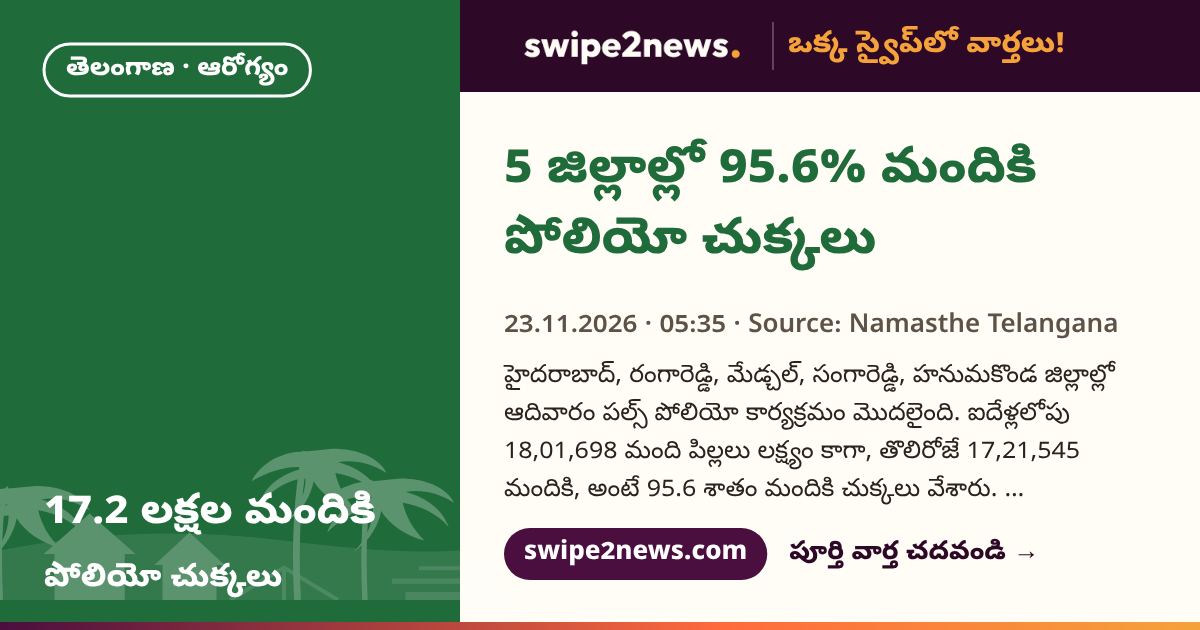 తెలంగాణ · ఆరోగ్యం
17.2 లక్షల మందికి
పోలియో చుక్కలు
swipe2news.
ఒక్క స్వైప్‌లో వార్తలు!
5 జిల్లాల్లో 95.6% మందికి
పోలియో చుక్కలు
23.11.2026 · 05:35 · Source: Namasthe Telangana
హైదరాబాద్, రంగారెడ్డి, మేడ్చల్, సంగారెడ్డి, హనుమకొండ జిల్లాల్లో
ఆదివారం పల్స్ పోలియో కార్యక్రమం మొదలైంది. ఐదేళ్లలోపు
18,01,698 మంది పిల్లలు లక్ష్యం కాగా, తొలిరోజే 17,21,545
మందికి, అంటే 95.6 శాతం మందికి చుక్కలు వేశారు. ...
swipe2news.com
పూర్తి వార్త చదవండి →